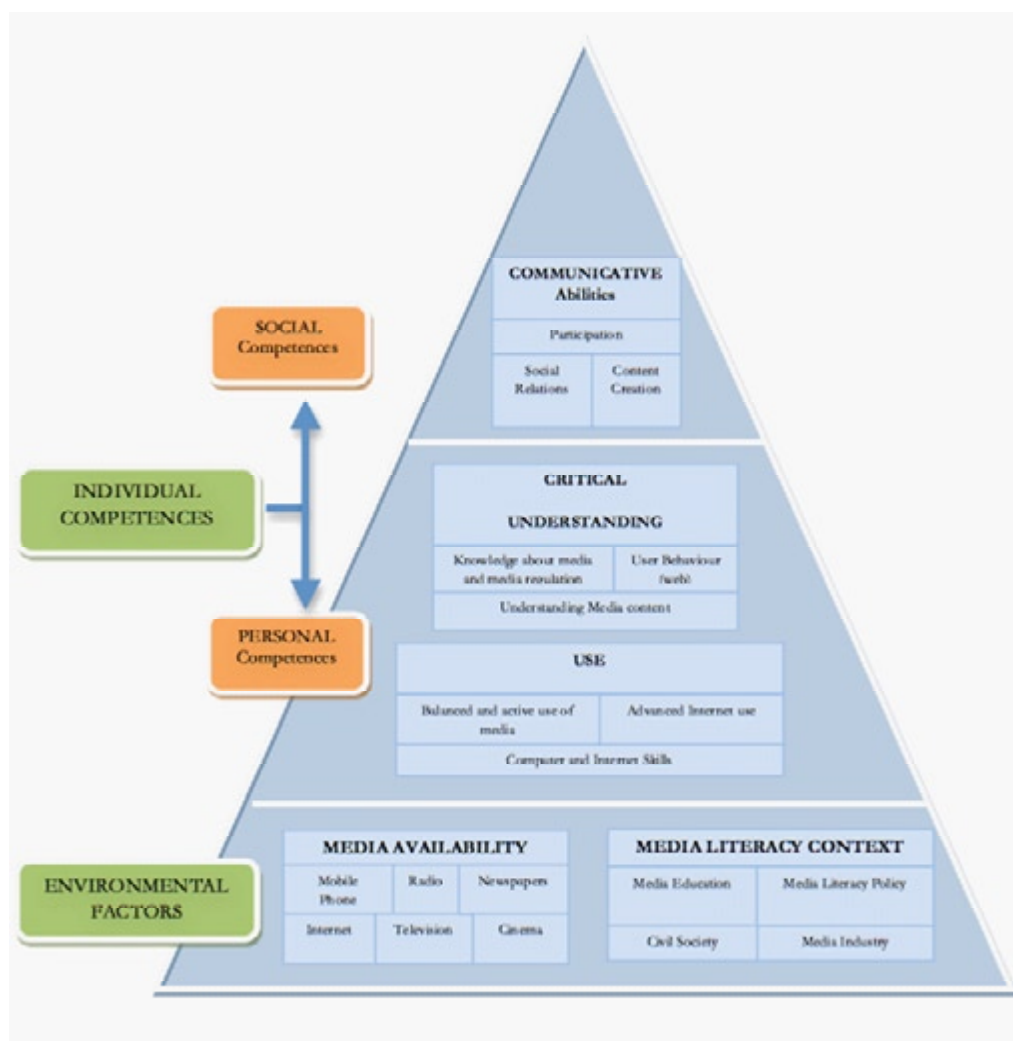 COMMUNICATIVE
Abilities
Participation
Social
Relations
Content
Creation
SOCIAL
Competences
INDIVIDUAL
COMPETENCES
PERSONAL
Competences
CRITICAL
UNDERSTANDING
Knowledge about media
and media regulation
User Behaviour
(web)
Understanding Media content
USE
Balanced and active use of
media
Advanced Internet use
Computer and Internet Skills
ENVIRONMENTAL
FACTORS
MEDIA AVAILABILITY
Mobile
Phone
Radio
Newspapers
Internet
Television
Cinema
MEDIA LITERACY CONTEXT
Media Education
Media Literacy Policy
Civil Society
Media Industry